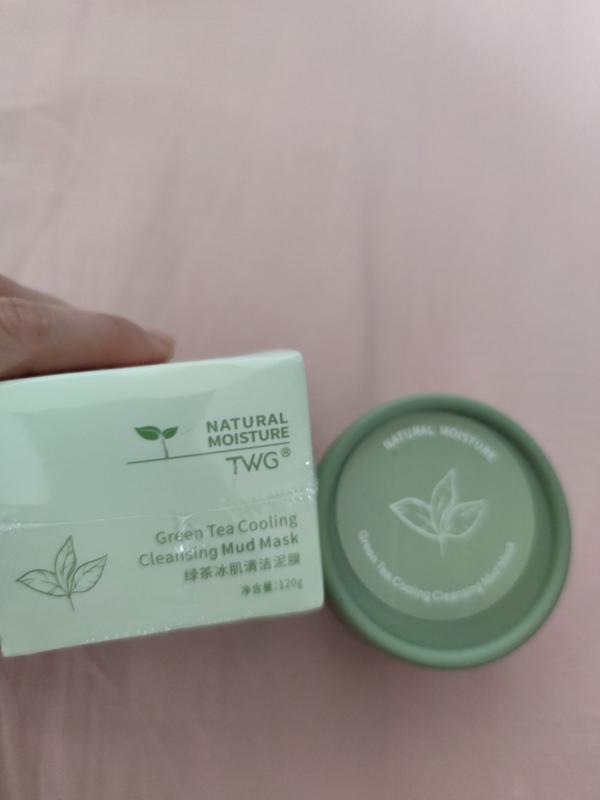 NATURAL
MOISTURE
TWG®
Green Tea Cooling
Cleansing Mud Mask
绿茶冰肌清洁泥膜
净含量:120g
NATURAL MOISTURE
Green Tea Cooling Cleansing Mud Mask